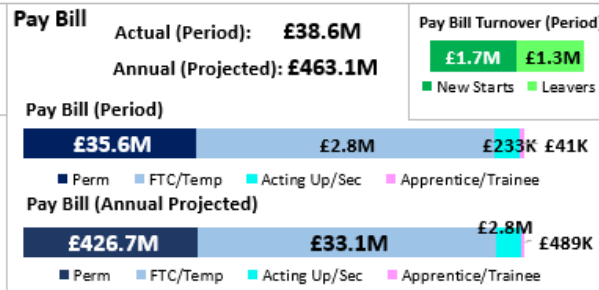 Pay Bill
Actual (Period): £38.6M
Annual (Projected): £463.1M
Pay Bill Turnover (Period)
£1.7M £1.3M
New Starts Leavers
Pay Bill (Period)
£35.6M £2.8M £233K £41K
Perm FTC/Temp Acting Up/Sec Apprentice/Trainee
Pay Bill (Annual Projected)
£426.7M £33.1M £2.8M £489K
Perm FTC/Temp Acting Up/Sec Apprentice/Trainee